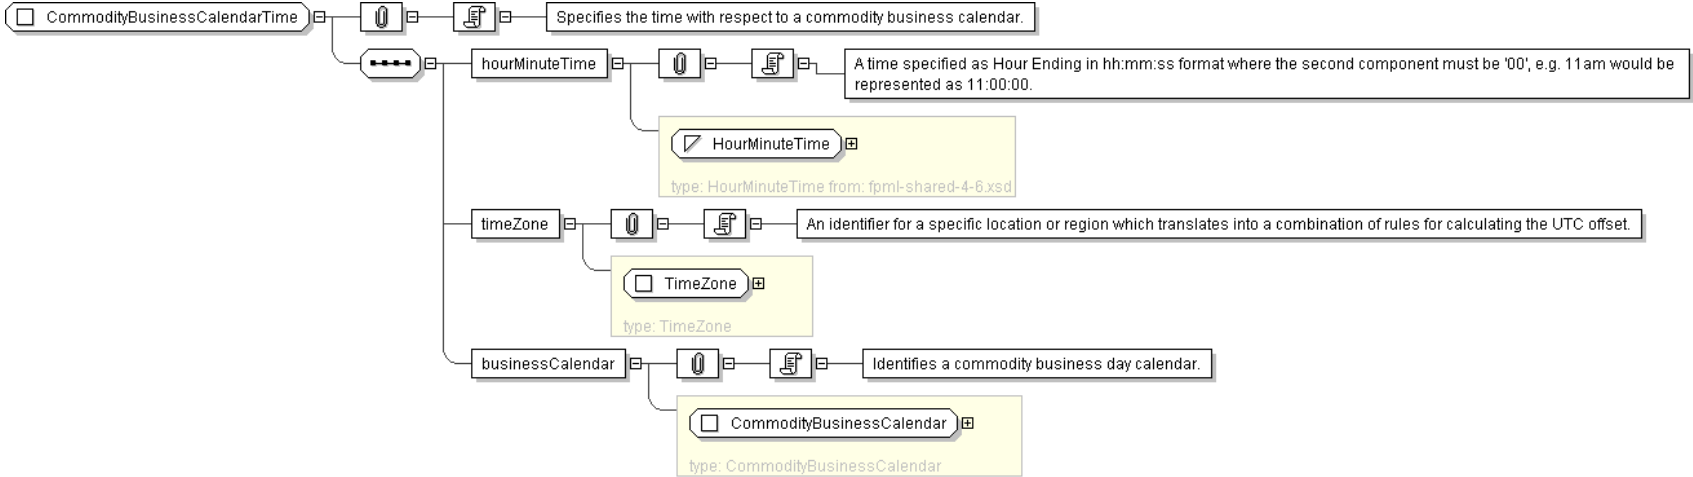 CommodityBusinessCalendarTime
Specifies the time with respect to a commodity business calendar.
hourMinuteTime
A time specified as Hour Ending in hh:mm:ss format where the second component must be '00', e.g. 11am would be
represented as 11:00:00.
HourMinuteTime
type: HourMinuteTime from: fpml-shared-4-6.xsd
timeZone
An identifier for a specific location or region which translates into a combination of rules for calculating the UTC offset.
TimeZone
type: TimeZone
businessCalendar
Identifies a commodity business day calendar.
CommodityBusinessCalendar
type: CommodityBusinessCalendar